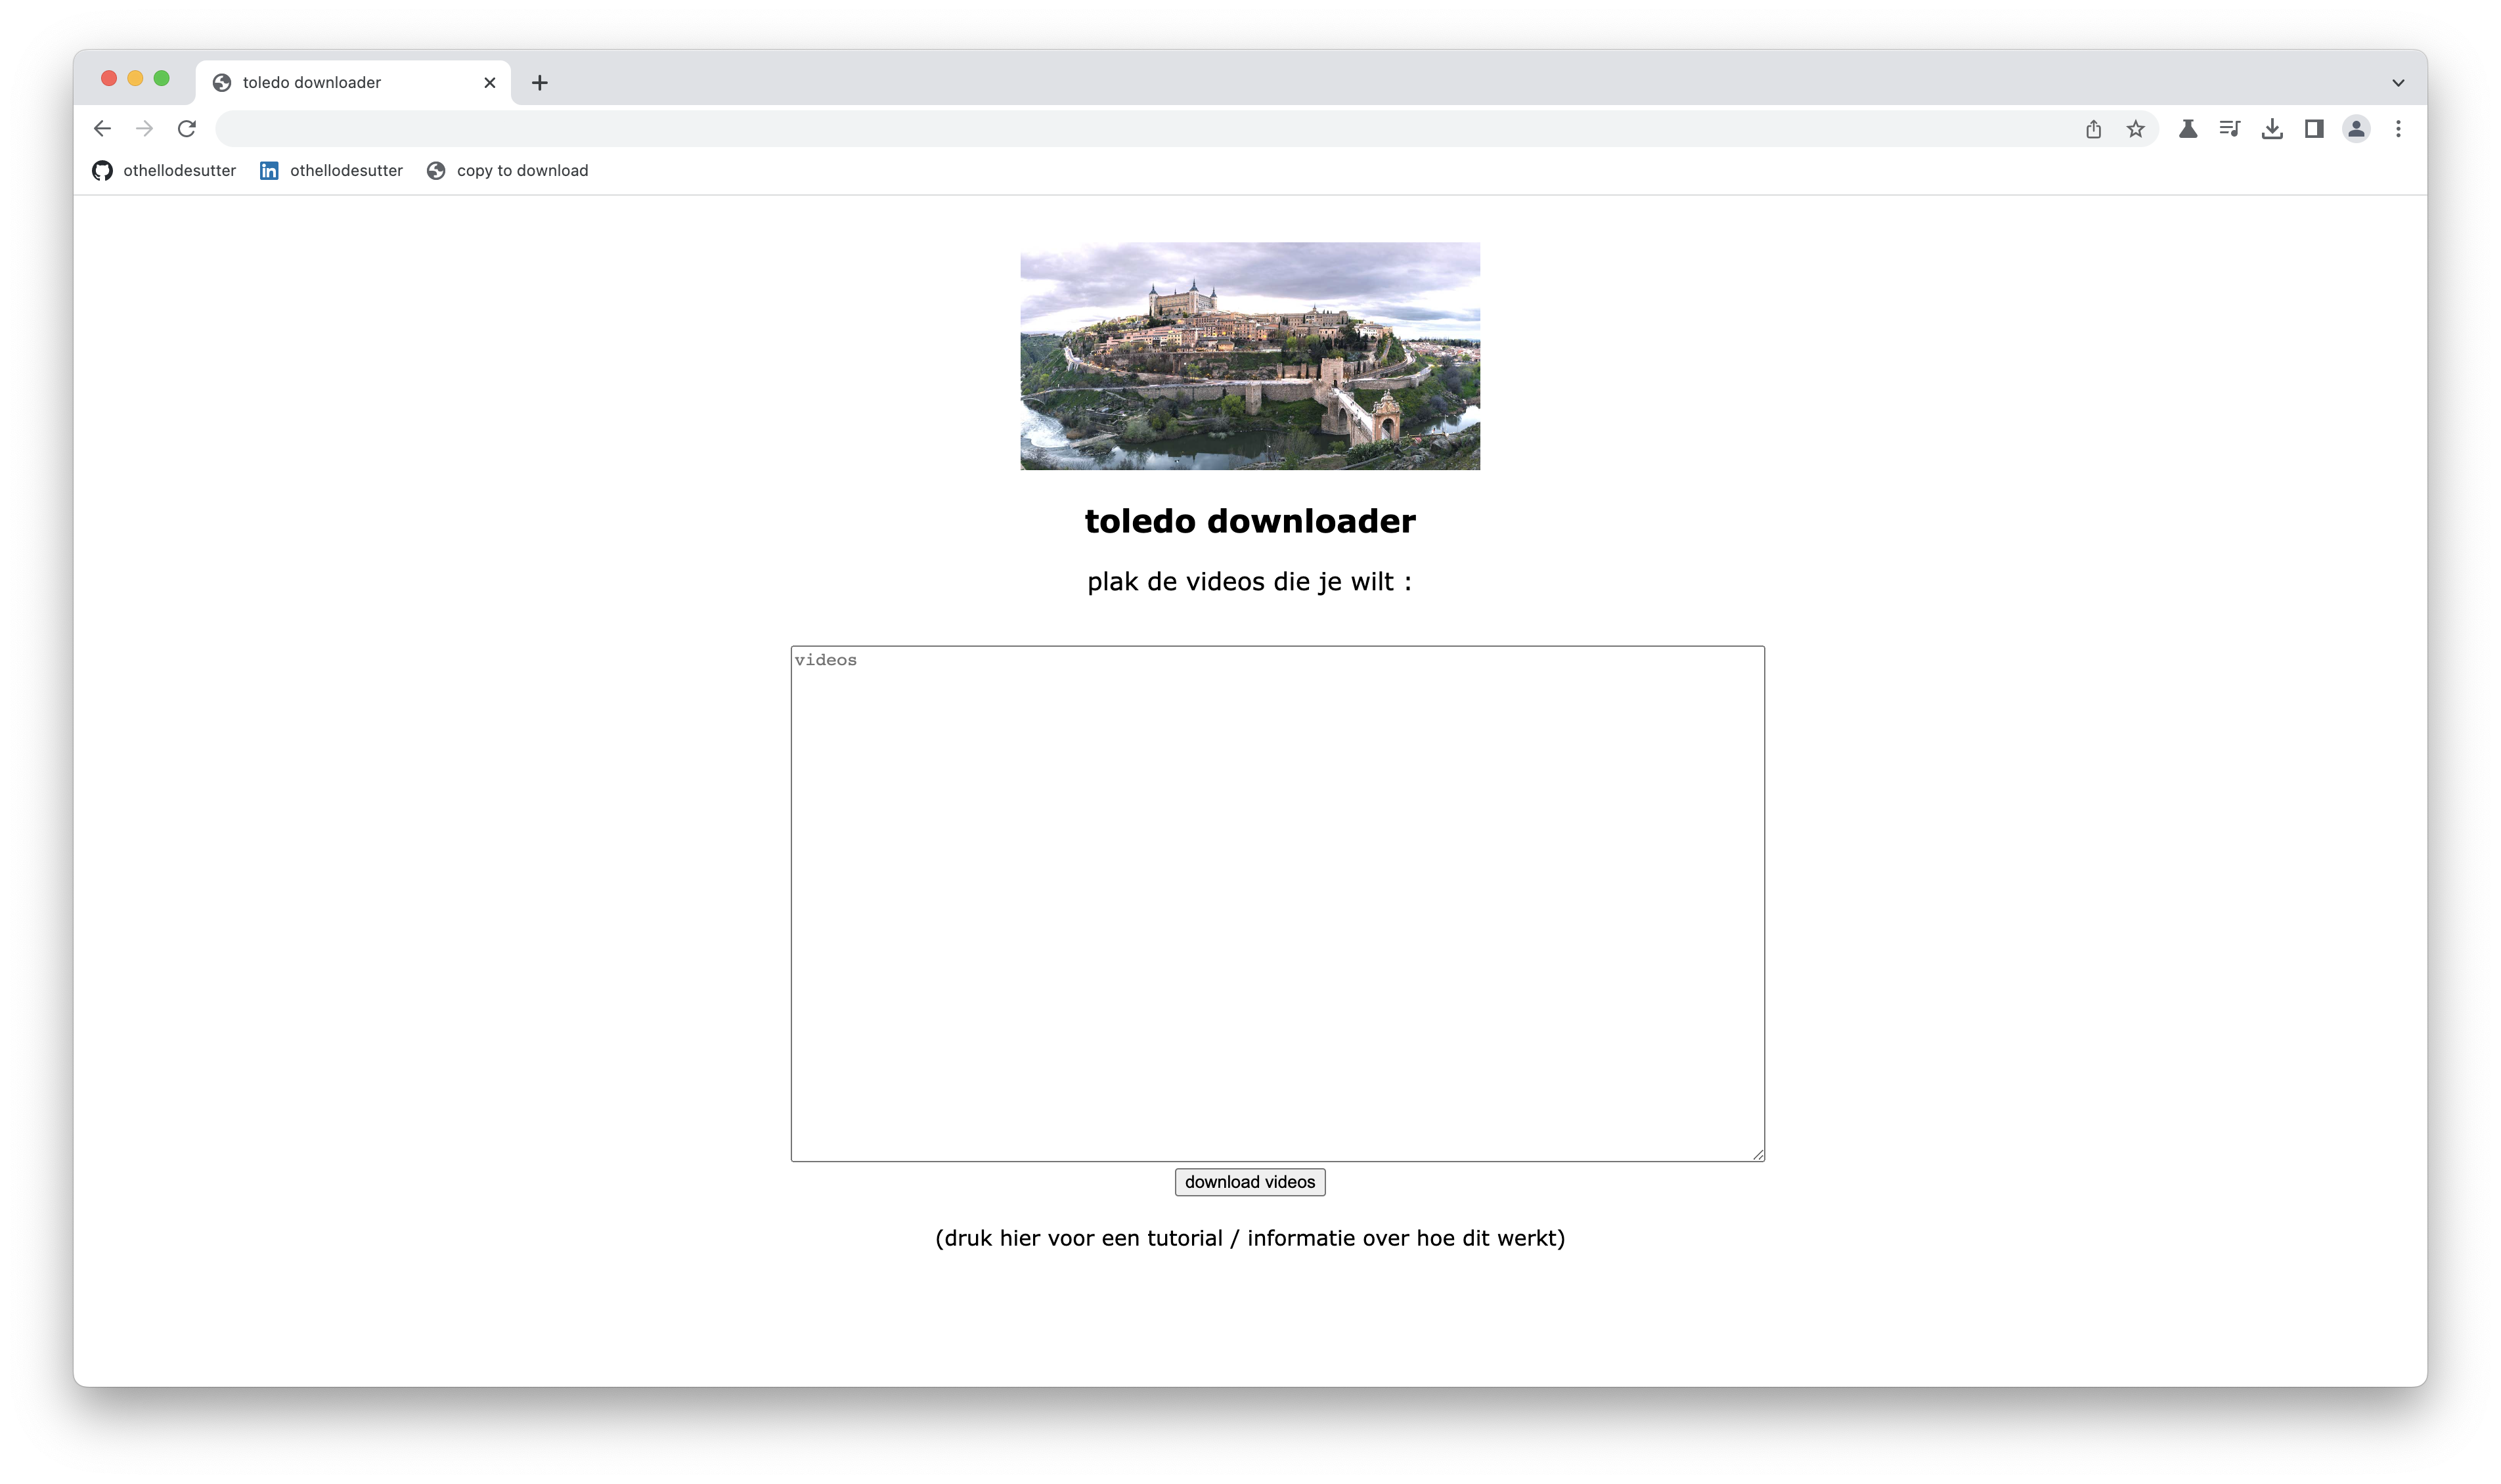 toledo downloader
othellodesutter
othellodesutter
copy to download
toledo downloader
plak de videos die je wilt :
videos
download videos
(druk hier voor een tutorial / informatie over hoe dit werkt)